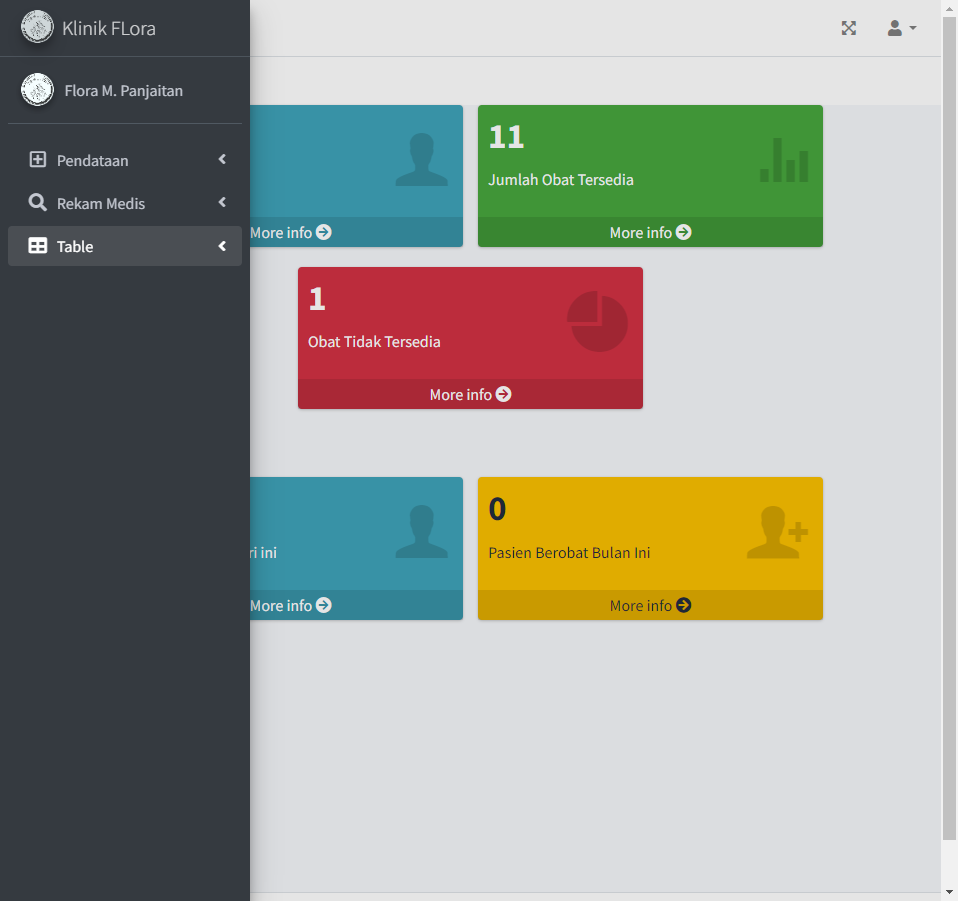 Klinik FLora
Flora M. Panjaitan
Pendataan
Rekam Medis
Table
More info
11
Jumlah Obat Tersedia
More info
1
Obat Tidak Tersedia
More info
ini
More info
0
Pasien Berobat Bulan Ini
More info